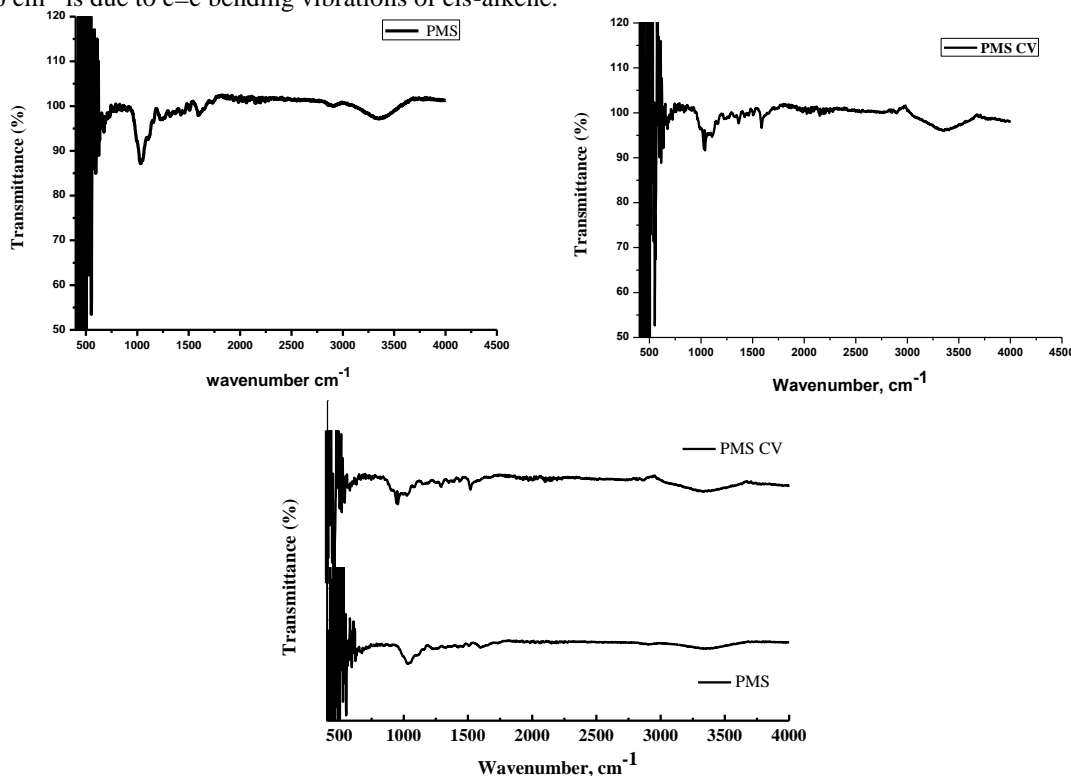 cm⁻¹ is due to c=c bending vibrations of cis-alkene.
PMS
120
110
100
90
80
70
60
50
Transmittance (%)
500 1000 1500 2000 2500 3000 3500 4000 4500
wavenumber cm-1
PMS CV
120
110
100
90
80
70
60
50
Transmittance (%)
500 1000 1500 2000 2500 3000 3500 4000 4500
Wavenumber, cm-1
PMS CV
Transmittance (%)
PMS
500 1000 1500 2000 2500 3000 3500 4000
Wavenumber, cm-1